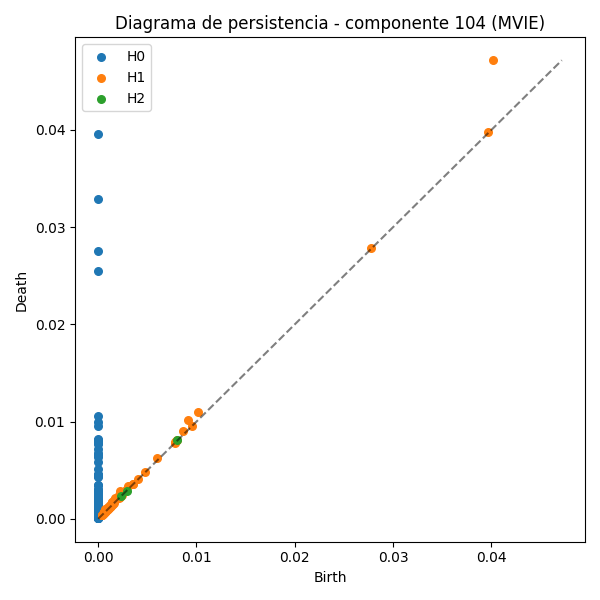 Diagrama de persistencia - componente 104 (MVIE)
H0
H1
H2
0.04
0.03
0.02
0.01
0.00
Death
0.00 0.01 0.02 0.03 0.04
Birth